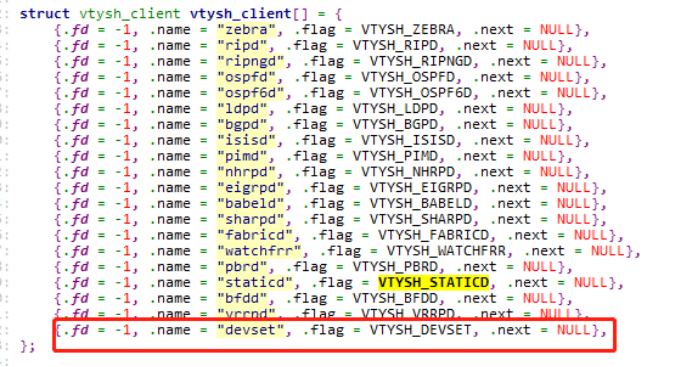 struct vtysh_client vtysh_client[] = {
{.fd = -1, .name = "zebra", .flag = VTYSH_ZEBRA, .next = NULL},
{.fd = -1, .name = "ripd", .flag = VTYSH_RIPD, .next = NULL},
{.fd = -1, .name = "ripngd", .flag = VTYSH_RIPNGD, .next = NULL},
{.fd = -1, .name = "ospfd", .flag = VTYSH_OSPFD, .next = NULL},
{.fd = -1, .name = "ospf6d", .flag = VTYSH_OSPF6D, .next = NULL},
{.fd = -1, .name = "ldpd", .flag = VTYSH_LDPD, .next = NULL},
{.fd = -1, .name = "bgpd", .flag = VTYSH_BGPD, .next = NULL},
{.fd = -1, .name = "isisd", .flag = VTYSH_ISISD, .next = NULL},
{.fd = -1, .name = "pimd", .flag = VTYSH_PIMD, .next = NULL},
{.fd = -1, .name = "nhrpd", .flag = VTYSH_NHRPD, .next = NULL},
{.fd = -1, .name = "eigrpd", .flag = VTYSH_EIGRPD, .next = NULL},
{.fd = -1, .name = "babeld", .flag = VTYSH_BABELD, .next = NULL},
{.fd = -1, .name = "sharpd", .flag = VTYSH_SHARPD, .next = NULL},
{.fd = -1, .name = "fabricd", .flag = VTYSH_FABRICD, .next = NULL},
{.fd = -1, .name = "watchfrr", .flag = VTYSH_WATCHFRR, .next = NULL},
{.fd = -1, .name = "pbrd", .flag = VTYSH_PBRD, .next = NULL},
{.fd = -1, .name = "staticd", .flag = VTYSH_STATICD, .next = NULL},
{.fd = -1, .name = "bfdd", .flag = VTYSH_BFDD, .next = NULL},
{.fd = -1, .name = "vrrpd", .flag = VTYSH_VRRPD, .next = NULL},
{.fd = -1, .name = "devset", .flag = VTYSH_DEVSET, .next = NULL},
};